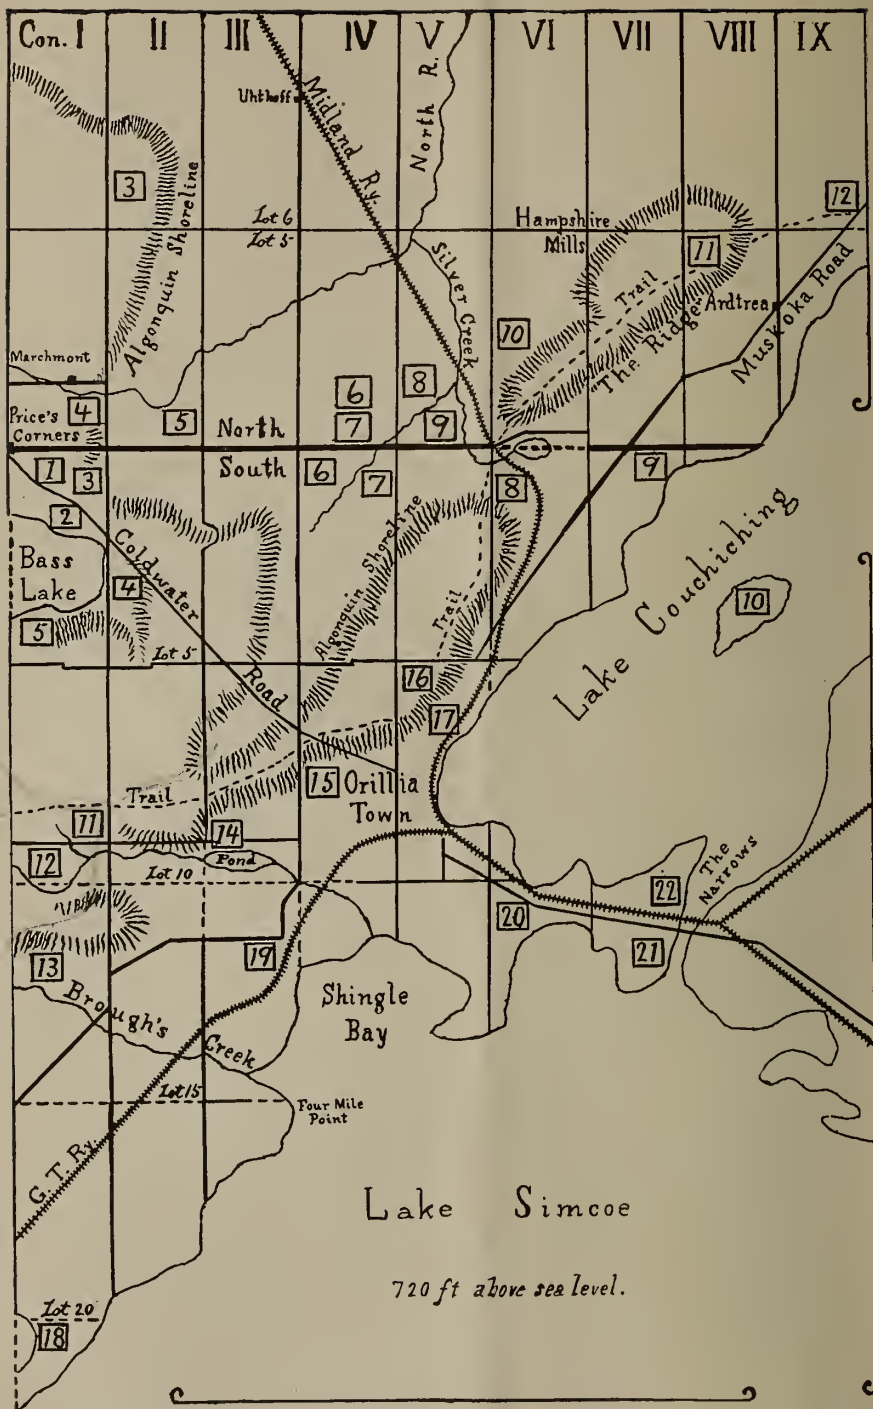 Con. I II III IV V VI VII VIII IX
Uhthoff
Midland Ry.
North R.
3
Algonquin Shoreline
Lot 6
Lot 5
Silver Creek
Hampshire
Mills
12
11
Trail
"The Ridge"
Ardtrea
Muskoka Road
10
Marchmont
4
Price's
Corners
5
6
7
8
9
North
South
1
3
2
6
7
8
9
Bass
Lake
4
5
Coldwater
Road
Algonquin Shoreline
Trail
Lake Couchiching
10
Lot 5
16
17
15
Orillia
Town
Trail
11
14
12
Pond
Lot 10
13
19
20
22
21
The
Narrows
Shingle
Bay
Brough's
Creek
Lot 15
Four Mile
Point
G. T. Ry.
Lake Simcoe
720 ft above sea level.
Lot 20
18